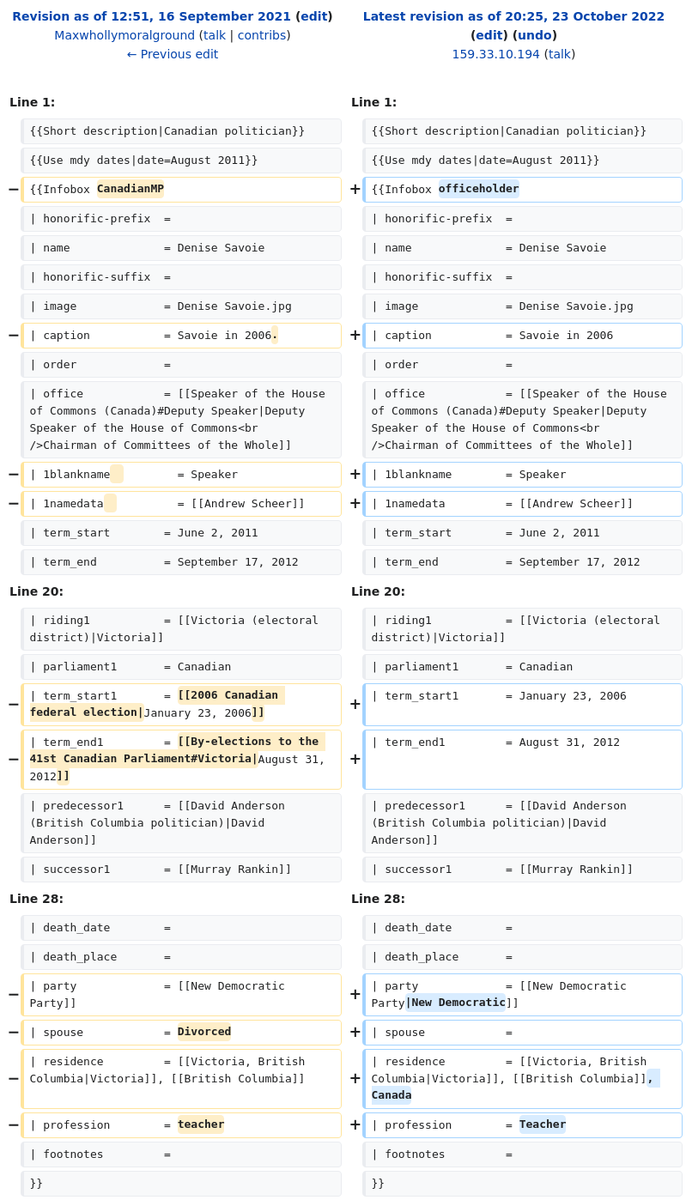 Revision as of 12:51, 16 September 2021 (edit)
Maxwhollymoralground (talk | contribs)
← Previous edit
Latest revision as of 20:25, 23 October 2022
(edit) (undo)
159.33.10.194 (talk)
Line 1:
Line 1:
{{Short description|Canadian politician}}
{{Short description|Canadian politician}}
{{Use mdy dates|date=August 2011}}
{{Use mdy dates|date=August 2011}}
− {{Infobox CanadianMP
+ {{Infobox officeholder
| honorific-prefix =
| honorific-prefix =
| name = Denise Savoie
| name = Denise Savoie
| honorific-suffix =
| honorific-suffix =
| image = Denise Savoie.jpg
| image = Denise Savoie.jpg
− | caption = Savoie in 2006.
+ | caption = Savoie in 2006
| order =
| order =
| office = [[Speaker of the House
of Commons (Canada)#Deputy Speaker|Deputy
Speaker of the House of Commons<br
/>Chairman of Committees of the Whole]]
| office = [[Speaker of the House
of Commons (Canada)#Deputy Speaker|Deputy
Speaker of the House of Commons<br
/>Chairman of Committees of the Whole]]
− | 1blankname = Speaker
+ | 1blankname = Speaker
− | 1namedata = [[Andrew Scheer]]
+ | 1namedata = [[Andrew Scheer]]
| term_start = June 2, 2011
| term_start = June 2, 2011
| term_end = September 17, 2012
| term_end = September 17, 2012
Line 20:
Line 20:
| riding1 = [[Victoria (electoral
district)|Victoria]]
| riding1 = [[Victoria (electoral
district)|Victoria]]
| parliament1 = Canadian
| parliament1 = Canadian
− | term_start1 = [[2006 Canadian
federal election|January 23, 2006]]
+ | term_start1 = January 23, 2006
− | term_end1 = [[By-elections to the
41st Canadian Parliament#Victoria|August 31,
2012]]
+ | term_end1 = August 31, 2012
| predecessor1 = [[David Anderson
(British Columbia politician)|David
Anderson]]
| predecessor1 = [[David Anderson
(British Columbia politician)|David
Anderson]]
| successor1 = [[Murray Rankin]]
| successor1 = [[Murray Rankin]]
Line 28:
Line 28:
| death_date =
| death_date =
| death_place =
| death_place =
− | party = [[New Democratic
Party]]
+ | party = [[New Democratic
Party|New Democratic]]
− | spouse = Divorced
+ | spouse =
− | residence = [[Victoria, British
Columbia|Victoria]], [[British Columbia]]
+ | residence = [[Victoria, British
Columbia|Victoria]], [[British Columbia]],
Canada
− | profession = teacher
+ | profession = Teacher
| footnotes =
| footnotes =
}}
}}